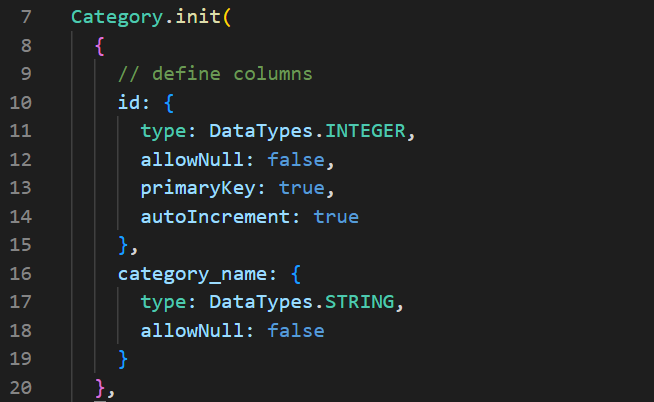 7 Category.init(
8 {
9 // define columns
10 id: {
11 type: DataTypes.INTEGER,
12 allowNull: false,
13 primaryKey: true,
14 autoIncrement: true
15 },
16 category_name: {
17 type: DataTypes.STRING,
18 allowNull: false
19 }
20 },